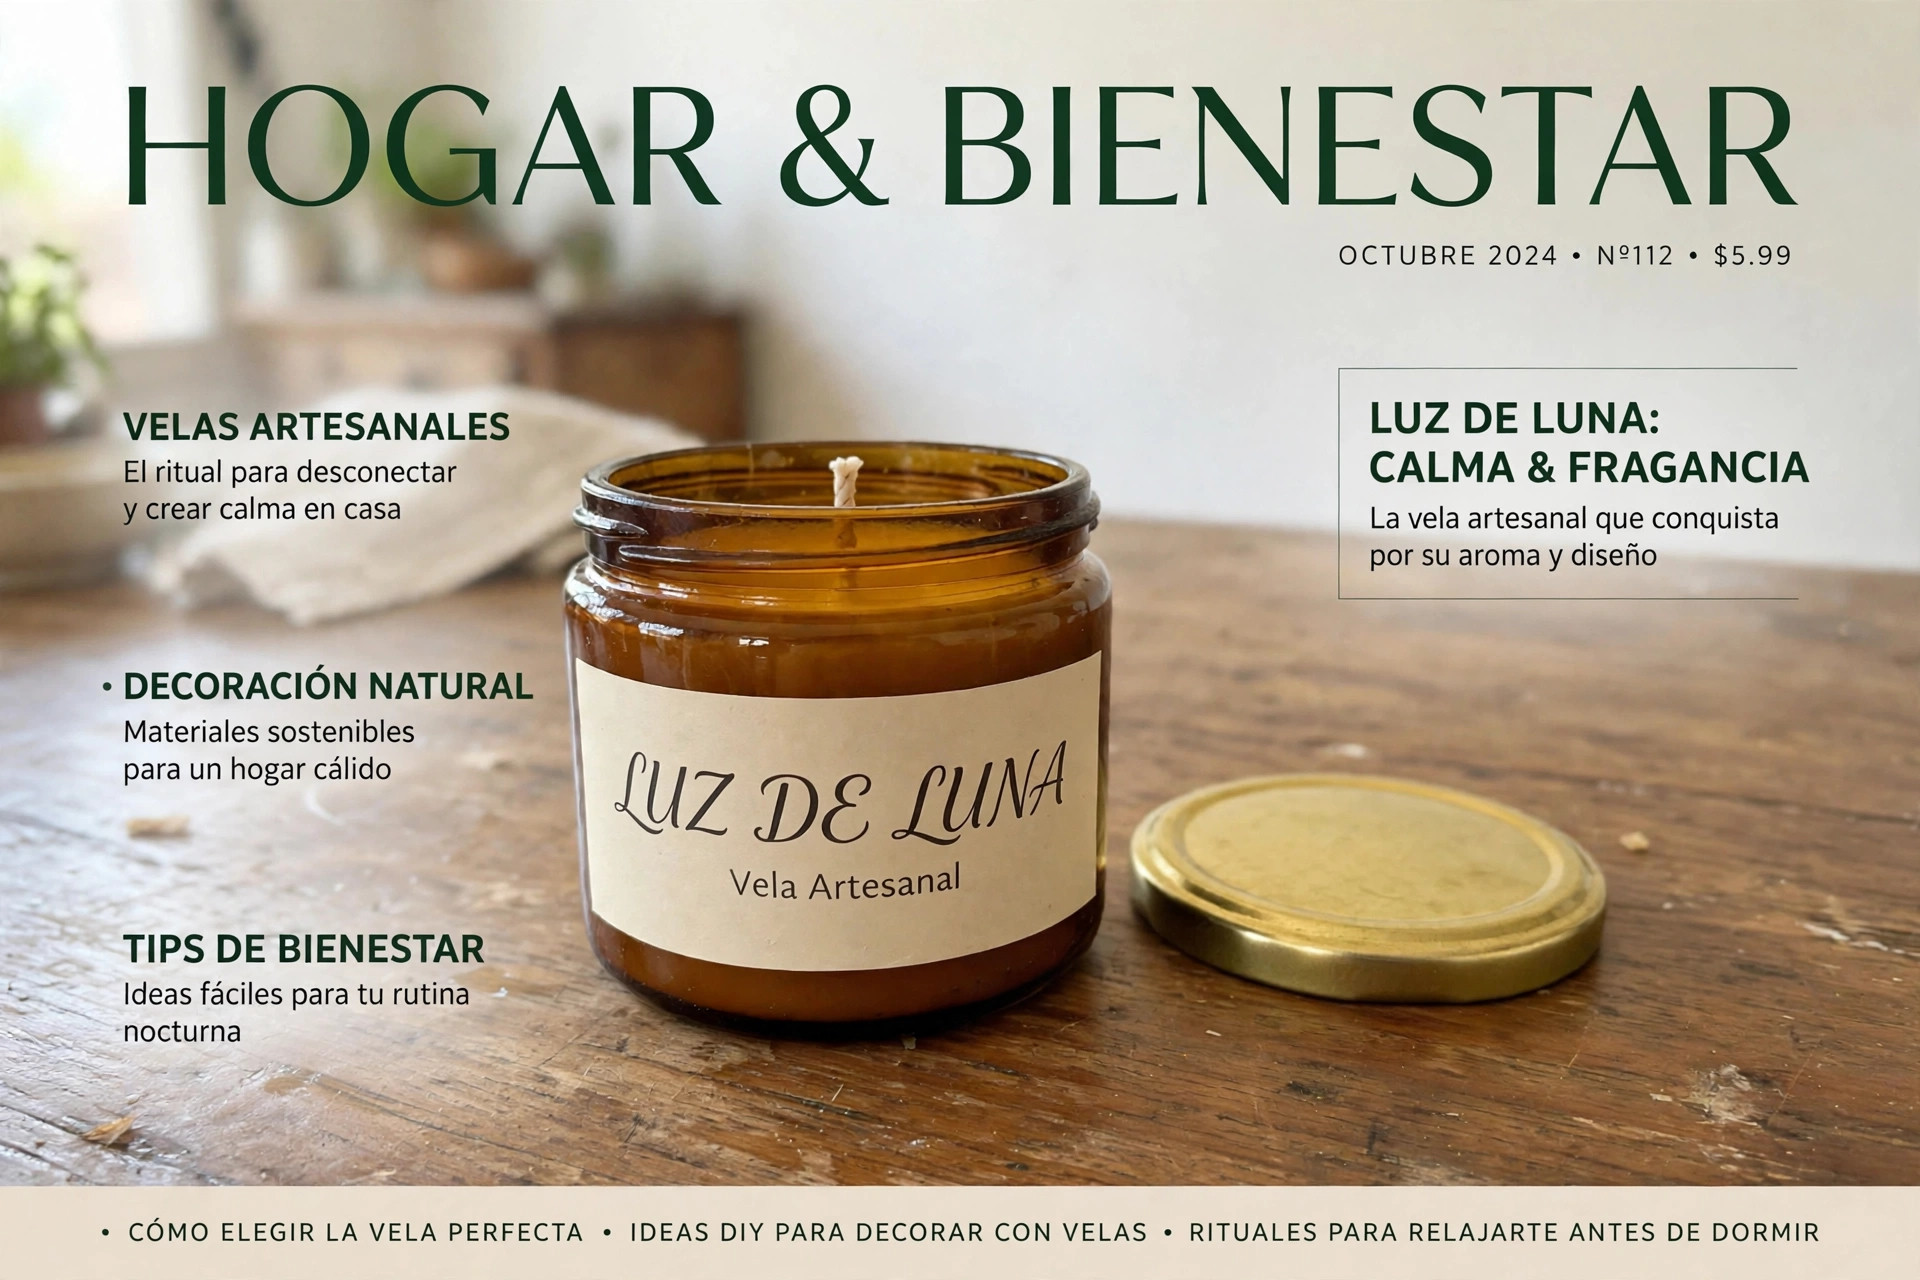 HOGAR & BIENESTAR
OCTUBRE 2024 • Nº112 • $5.99
VELAS ARTESANALES
El ritual para desconectar
y crear calma en casa
• DECORACIÓN NATURAL
Materiales sostenibles
para un hogar cálido
TIPS DE BIENESTAR
Ideas fáciles para tu rutina
nocturna
LUZ DE LUNA:
CALMA & FRAGANCIA
La vela artesanal que conquista
por su aroma y diseño
LUZ DE LUNA
Vela Artesanal
• CÓMO ELEGIR LA VELA PERFECTA • IDEAS DIY PARA DECORAR CON VELAS • RITUALES PARA RELAJARTE ANTES DE DORMIR